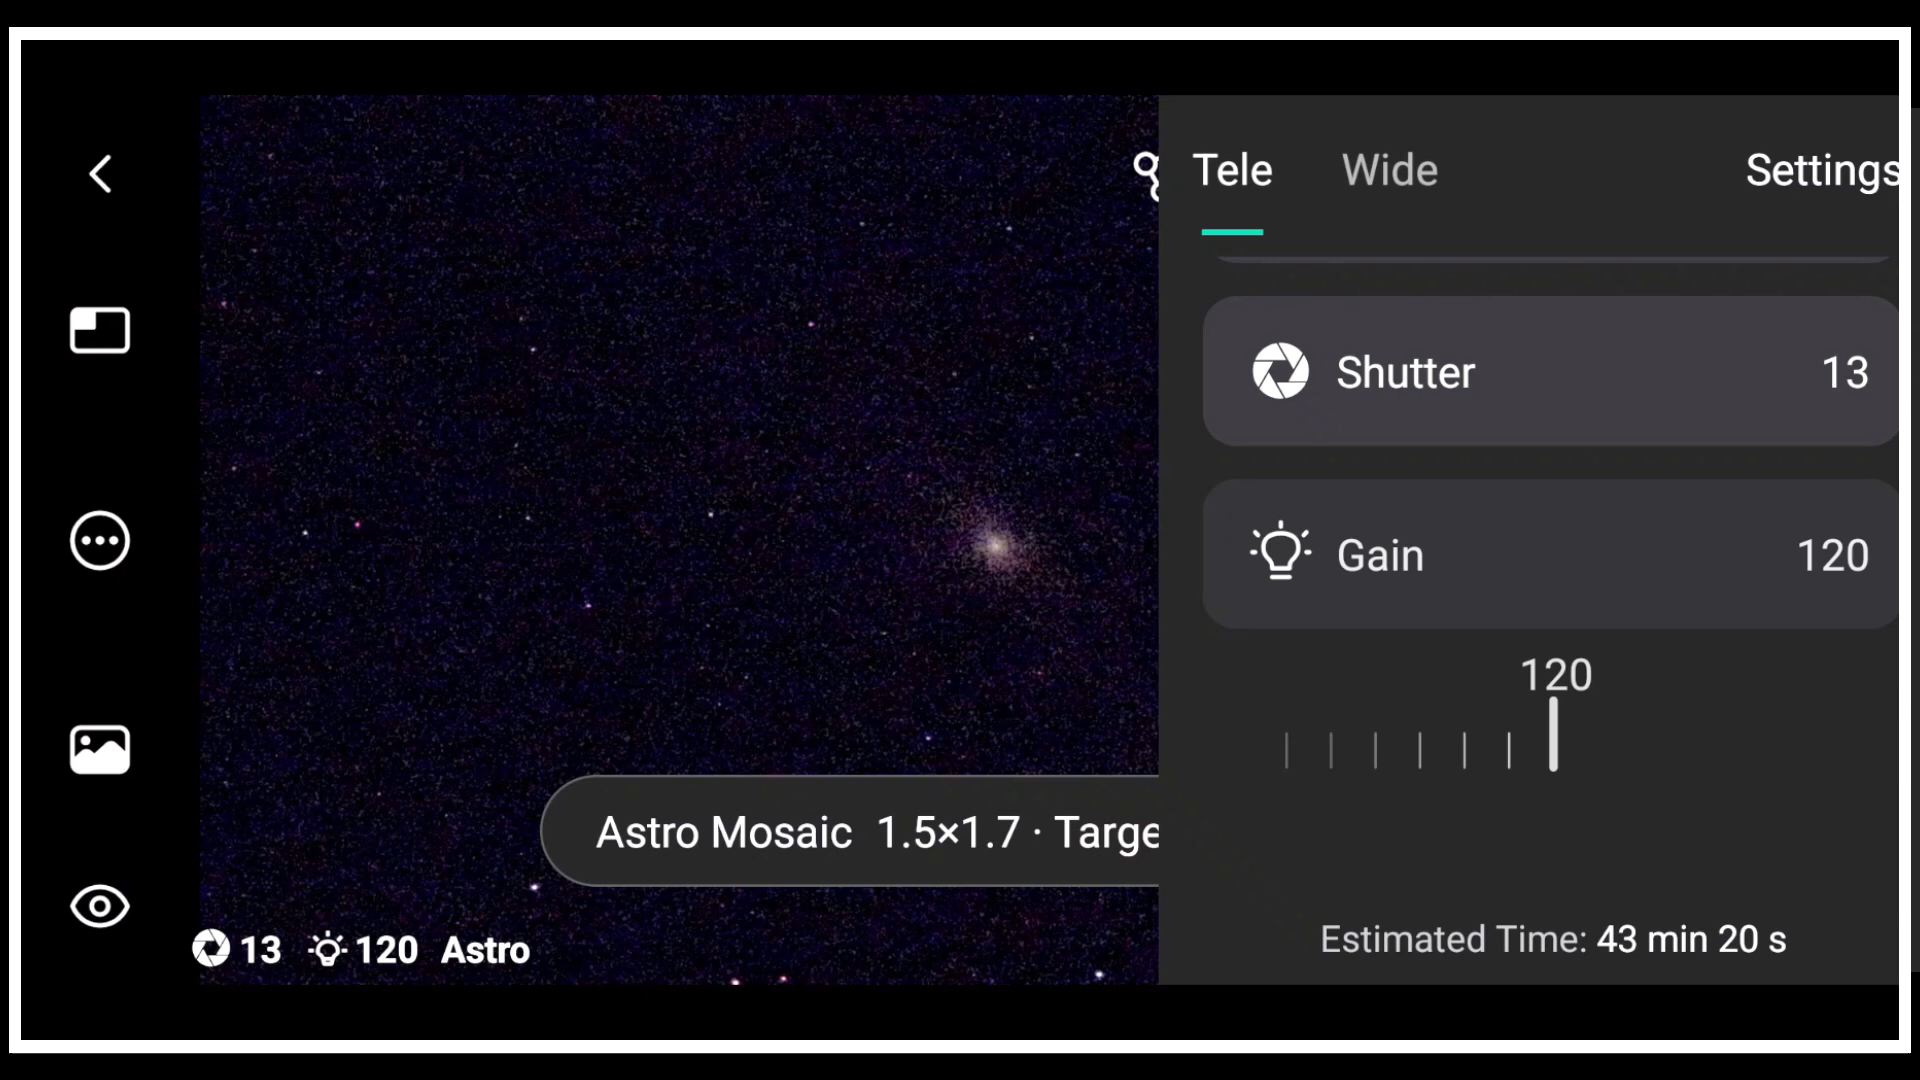 Tele Wide Settings
Shutter 13
Gain 120
120
Astro Mosaic 1.5×1.7 · Targe
13 120 Astro
Estimated Time: 43 min 20 s